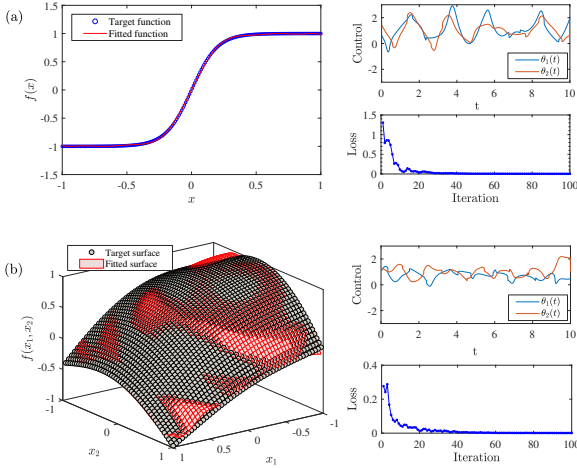 (a)
1.5
1
0.5
0
-0.5
-1
-1.5
f(x)
Target function
Fitted function
-1 -0.5 0 0.5 1
x
2
0
-2
Control
θ₁(t)
θ₂(t)
0 2 4 6 8 10
t
1.5
1
0.5
0
Loss
0 20 40 60 80 100
Iteration
(b)
Target surface
Fitted surface
1
0.5
0
-0.5
-1
f(x₁, x₂)
-1
0
1
x₂
1 0.5 0 -0.5 -1
x₁
2
0
-2
Control
θ₁(t)
θ₂(t)
0 2 4 6 8 10
t
0.4
0.2
0
Loss
0 20 40 60 80 100
Iteration